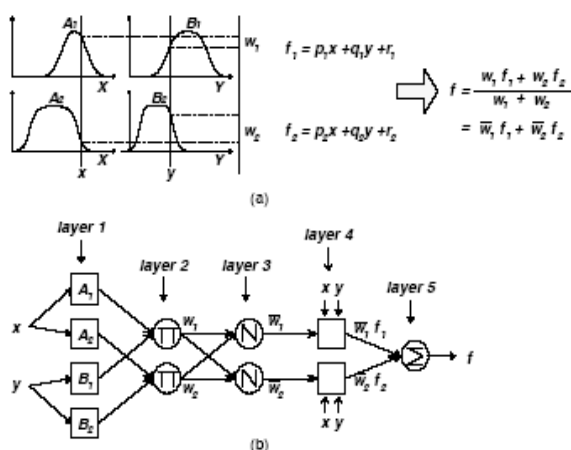 A₁ B₁
w₁ f₁ = p₁x +q₁y +r₁
X Y
f = w₁ f₁ + w₂ f₂ / w₁ + w₂
= w̅₁ f₁ + w̅₂ f₂
A₂ B₂
w₂ f₂ = p₂x +q₂y +r₂
x X y Y
(a)
layer 1
layer 2 layer 3 layer 4 layer 5
x y
A₁
x A₂ Π w₁ N w̅₁ w̅₁ f₁
Σ f
y B₁ Π w₂ N w̅₂ w̅₂ f₂
B₂
x y
(b)